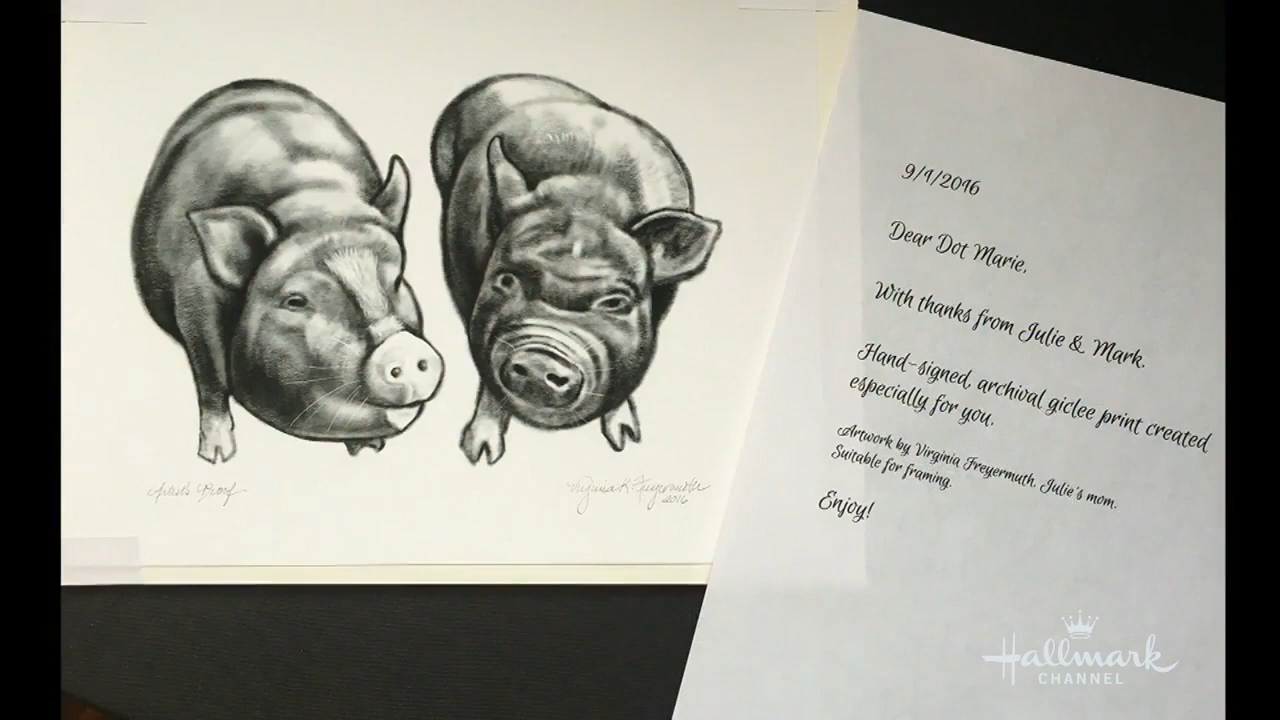 Artist's Proof
Virginia K. Freyermuth
2016
9/1/2016
Dear Dot Marie,
With thanks from Julie & Mark.
Hand-signed, archival giclee print created
especially for you.
Artwork by Virginia Freyermuth, Julie's mom.
Suitable for framing.
Enjoy!
Hallmark
CHANNEL